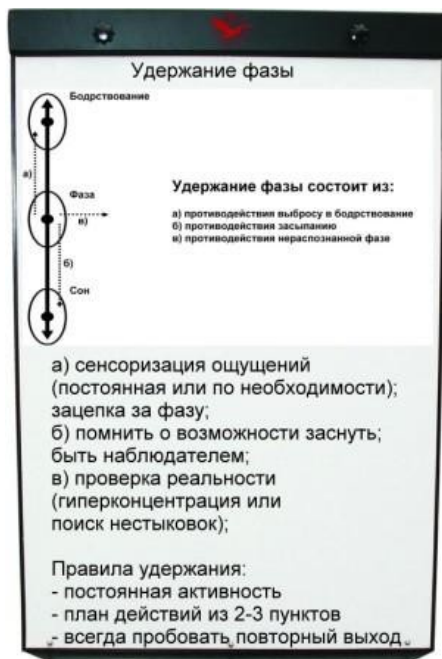 Удержание фазы
Бодрствование
а)
Фаза
в)
б)
Сон
Удержание фазы состоит из:
а) противодействия выбросу в бодрствование
б) противодействия засыпанию
в) противодействия нераспознанной фазе
а) сенсоризация ощущений
(постоянная или по необходимости);
зацепка за фазу;
б) помнить о возможности заснуть;
быть наблюдателем;
в) проверка реальности
(гиперконцентрация или
поиск нестыковок);
Правила удержания:
- постоянная активность
- план действий из 2-3 пунктов
- всегда пробовать повторный выход